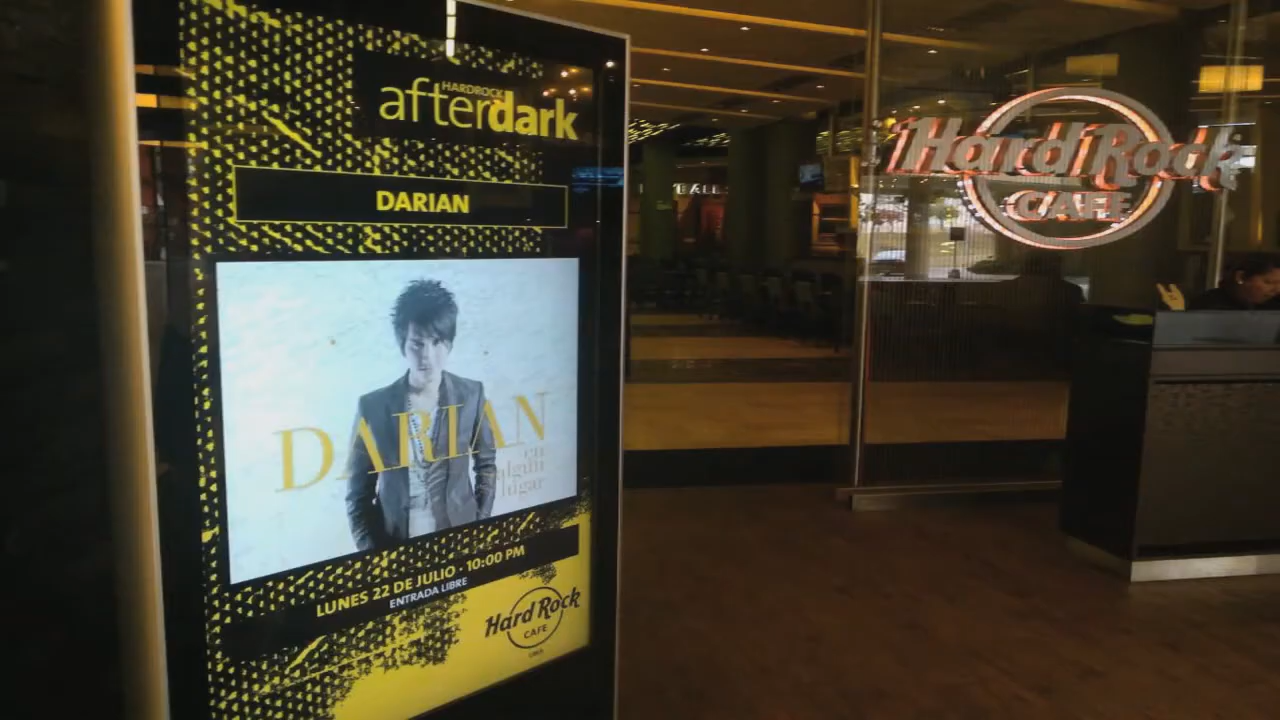 HARDROCK
afterdark
DARIAN
DARIAN
en
algún
lugar
LUNES 22 DE JULIO · 10:00 PM
ENTRADA LIBRE
Hard Rock
CAFE
LIMA
Hard Rock
CAFE